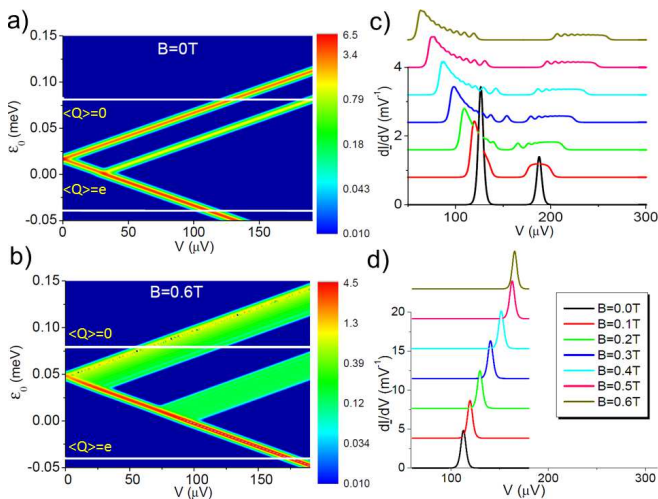 a)
B=0T
<Q>=0
<Q>=e
ε₀ (meV)
0.15
0.10
0.05
0.00
-0.05
0
50
100
150
V (μV)
6.5
4.3
0.79
0.18
0.043
0.010
b)
B=0.6T
<Q>=0
<Q>=e
ε₀ (meV)
0.15
0.10
0.05
0.00
-0.05
0
50
100
150
V (μV)
4.5
1.3
0.40
0.11
0.034
0.010
c)
dI/dV (mV⁻¹)
4
2
0
100
200
300
V (μV)
d)
dI/dV (mV⁻¹)
20
15
10
5
0
100
200
300
V (μV)
B=0.0T
B=0.1T
B=0.2T
B=0.3T
B=0.4T
B=0.5T
B=0.6T